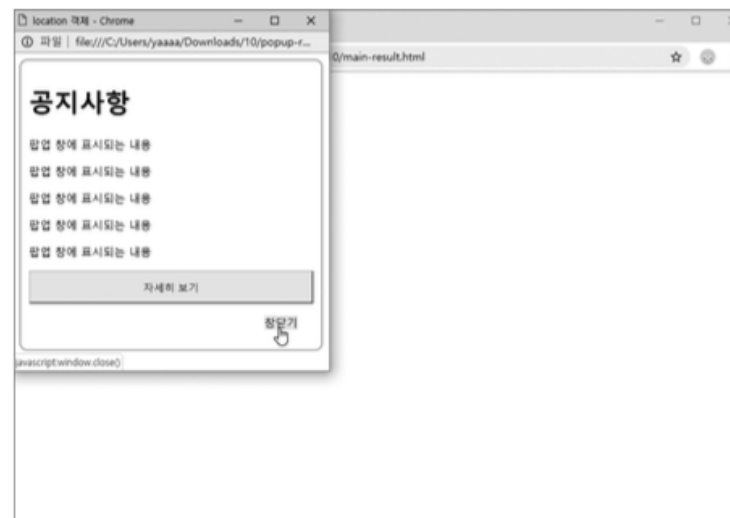 location 객체 - Chrome
파일 | file:///C:/Users/yaaaa/Downloads/10/popup-r...
0/main-result.html
공지사항
팝업 창에 표시되는 내용
팝업 창에 표시되는 내용
팝업 창에 표시되는 내용
팝업 창에 표시되는 내용
팝업 창에 표시되는 내용
자세히 보기
창닫기
javascript:window.close()